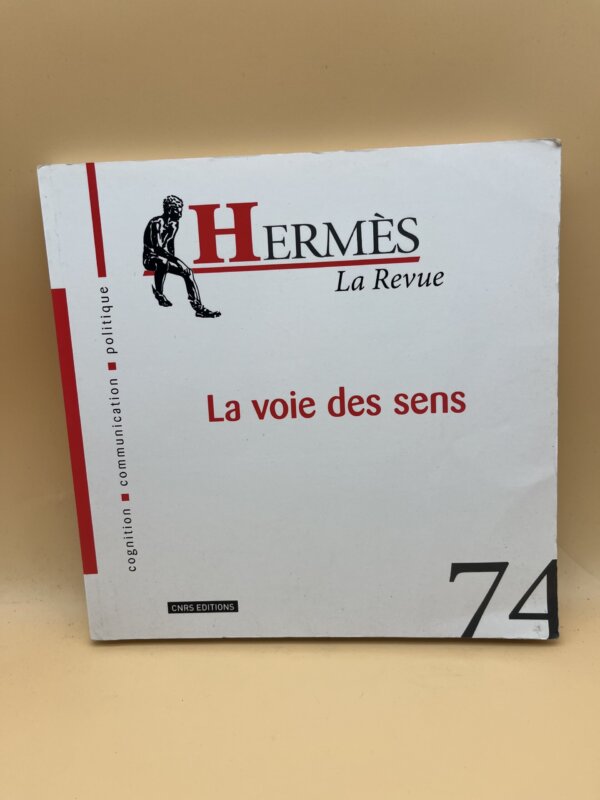 HERMÈS
La Revue
La voie des sens
cognition ■ communication ■ politique
CNRS EDITIONS
74